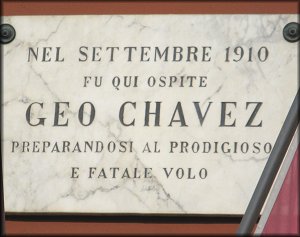 NEL SETTEMBRE 1910
FU QUI OSPITE
GEO CHAVEZ
PREPARANDOSI AL PRODIGIOSO
E FATALE VOLO